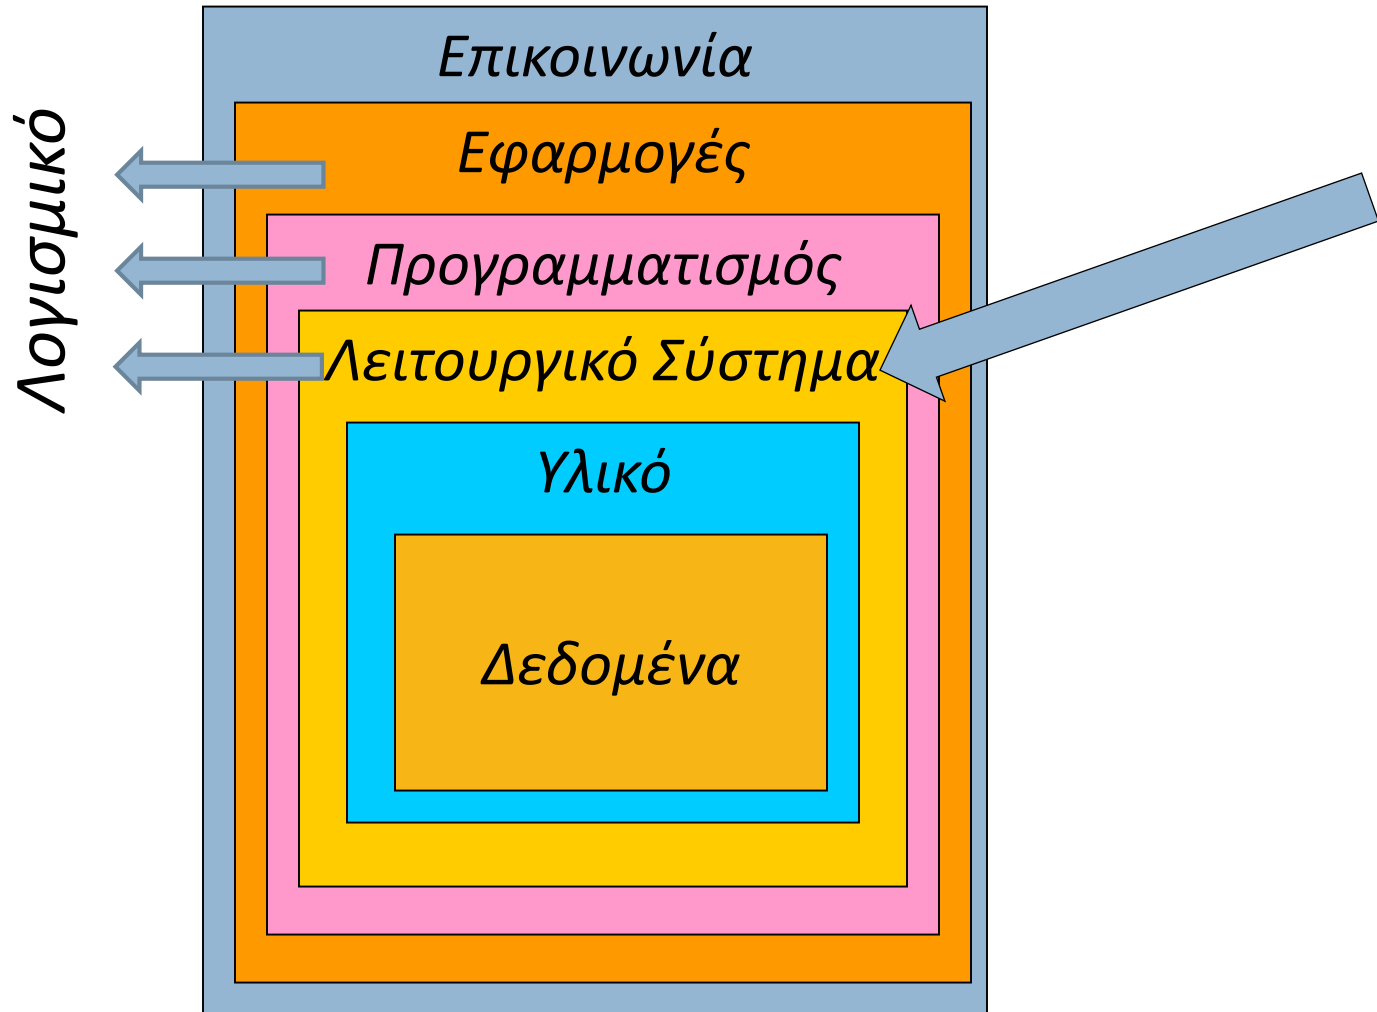 Λογισμικό
Επικοινωνία
Εφαρμογές
Προγραμματισμός
Λειτουργικό Σύστημα
Υλικό
Δεδομένα